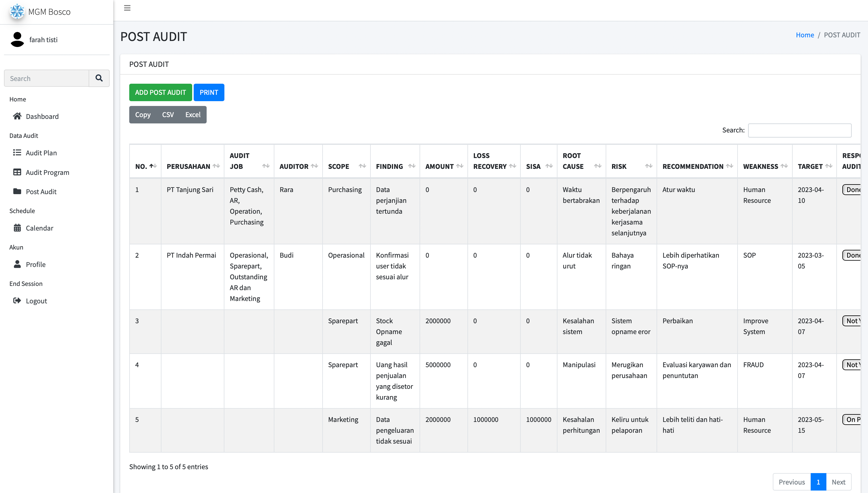 MGM Bosco
farah tisti
Search
Home
Dashboard
Data Audit
Audit Plan
Audit Program
Post Audit
Schedule
Calendar
Akun
Profile
End Session
Logout
POST AUDIT
Home / POST AUDIT
POST AUDIT
ADD POST AUDIT PRINT
Copy CSV Excel
Search:
NO. PERUSAHAAN AUDIT JOB AUDITOR SCOPE FINDING AMOUNT LOSS RECOVERY SISA ROOT CAUSE RISK RECOMMENDATION WEAKNESS TARGET RESPO AUDIT
1 PT Tanjung Sari Petty Cash, AR, Operation, Purchasing Rara Purchasing Data perjanjian tertunda 0 0 0 Waktu bertabrakan Berpengaruh terhadap keberjalanan kerjasama selanjutnya Atur waktu Human Resource 2023-04-10 Done
2 PT Indah Permai Operasional, Sparepart, Outstanding AR dan Marketing Budi Operasional Konfirmasi user tidak sesuai alur 0 0 0 Alur tidak urut Bahaya ringan Lebih diperhatikan SOP-nya SOP 2023-03-05 Done
3 Sparepart Stock Opname gagal 2000000 0 0 Kesalahan sistem Sistem opname eror Perbaikan Improve System 2023-04-07 Not
4 Sparepart Uang hasil penjualan yang disetor kurang 5000000 0 0 Manipulasi Merugikan perusahaan Evaluasi karyawan dan penuntutan FRAUD 2023-04-07 Not
5 Marketing Data pengeluaran tidak sesuai 2000000 1000000 1000000 Kesahalan perhitungan Keliru untuk pelaporan Lebih teliti dan hati-hati Human Resource 2023-05-15 On P
Showing 1 to 5 of 5 entries
Previous 1 Next